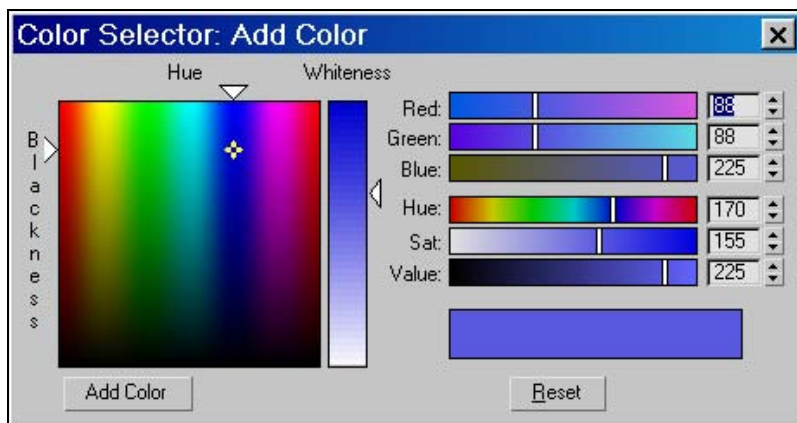 Color Selector: Add Color
Hue
Whiteness
Blackness
Red: 88
Green: 88
Blue: 225
Hue: 170
Sat: 155
Value: 225
Add Color
Reset